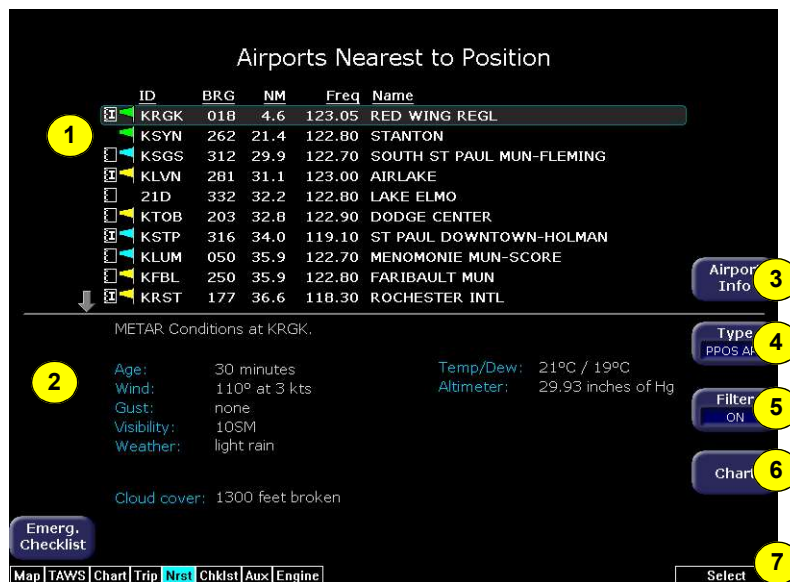 Airports Nearest to Position
ID BRG NM Freq Name
I KRGK 018 4.6 123.05 RED WING REGL
KSYN 262 21.4 122.80 STANTON
KSGS 312 29.9 122.70 SOUTH ST PAUL MUN-FLEMING
I KLVN 281 31.1 123.00 AIRLAKE
21D 332 32.2 122.80 LAKE ELMO
KTOB 203 32.8 122.90 DODGE CENTER
I KSTP 316 34.0 119.10 ST PAUL DOWNTOWN-HOLMAN
KLUM 050 35.9 122.70 MENOMONIE MUN-SCORE
KFBL 250 35.9 122.80 FARIBAULT MUN
I KRST 177 36.6 118.30 ROCHESTER INTL
1
Airport
Info
3
METAR Conditions at KRGK.
Age: 30 minutes
Wind: 110º at 3 kts
Gust: none
Visibility: 10SM
Weather: light rain
Temp/Dew: 21ºC / 19ºC
Altimeter: 29.93 inches of Hg
Cloud cover: 1300 feet broken
2
Type
PPOS AP
4
Filter
ON
5
Chart
6
Emerg.
Checklist
Map TAWS Chart Trip Nrst Chklst Aux Engine
Select
7